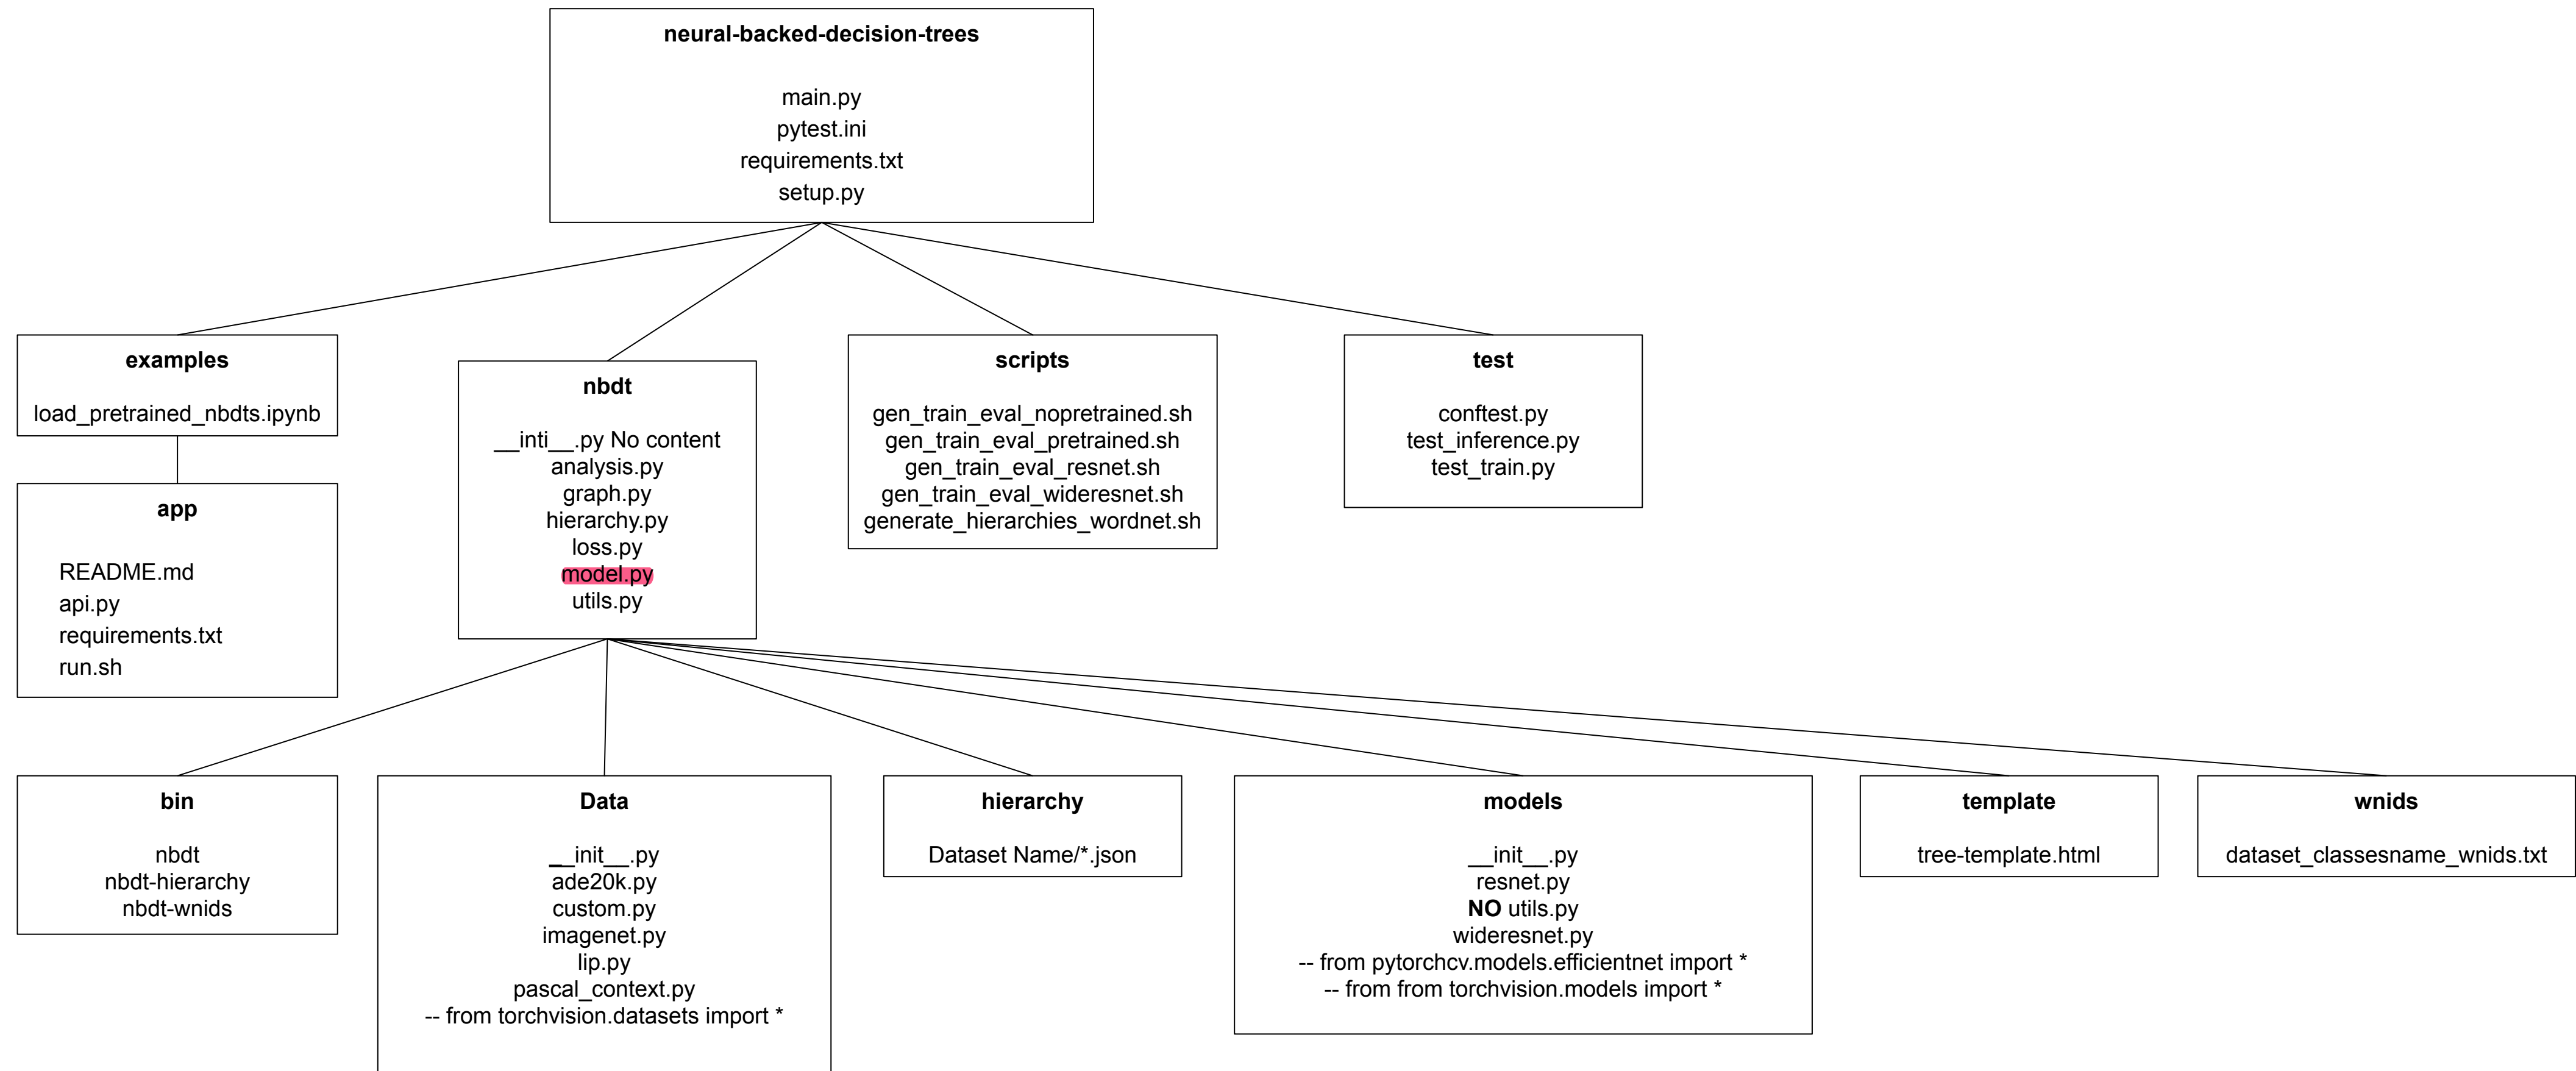 neural-backed-decision-trees
main.py
pytest.ini
requirements.txt
setup.py
examples
load_pretrained_nbdts.ipynb
app
README.md
api.py
requirements.txt
run.sh
nbdt
__inti__.py No content
analysis.py
graph.py
hierarchy.py
loss.py
model.py
utils.py
scripts
gen_train_eval_nopretrained.sh
gen_train_eval_pretrained.sh
gen_train_eval_resnet.sh
gen_train_eval_wideresnet.sh
generate_hierarchies_wordnet.sh
test
conftest.py
test_inference.py
test_train.py
bin
nbdt
nbdt-hierarchy
nbdt-wnids
Data
__init__.py
ade20k.py
custom.py
imagenet.py
lip.py
pascal_context.py
-- from torchvision.datasets import *
hierarchy
Dataset Name/*.json
models
__init__.py
resnet.py
NO utils.py
wideresnet.py
-- from pytorchcv.models.efficientnet import *
-- from from torchvision.models import *
template
tree-template.html
wnids
dataset_classesname_wnids.txt